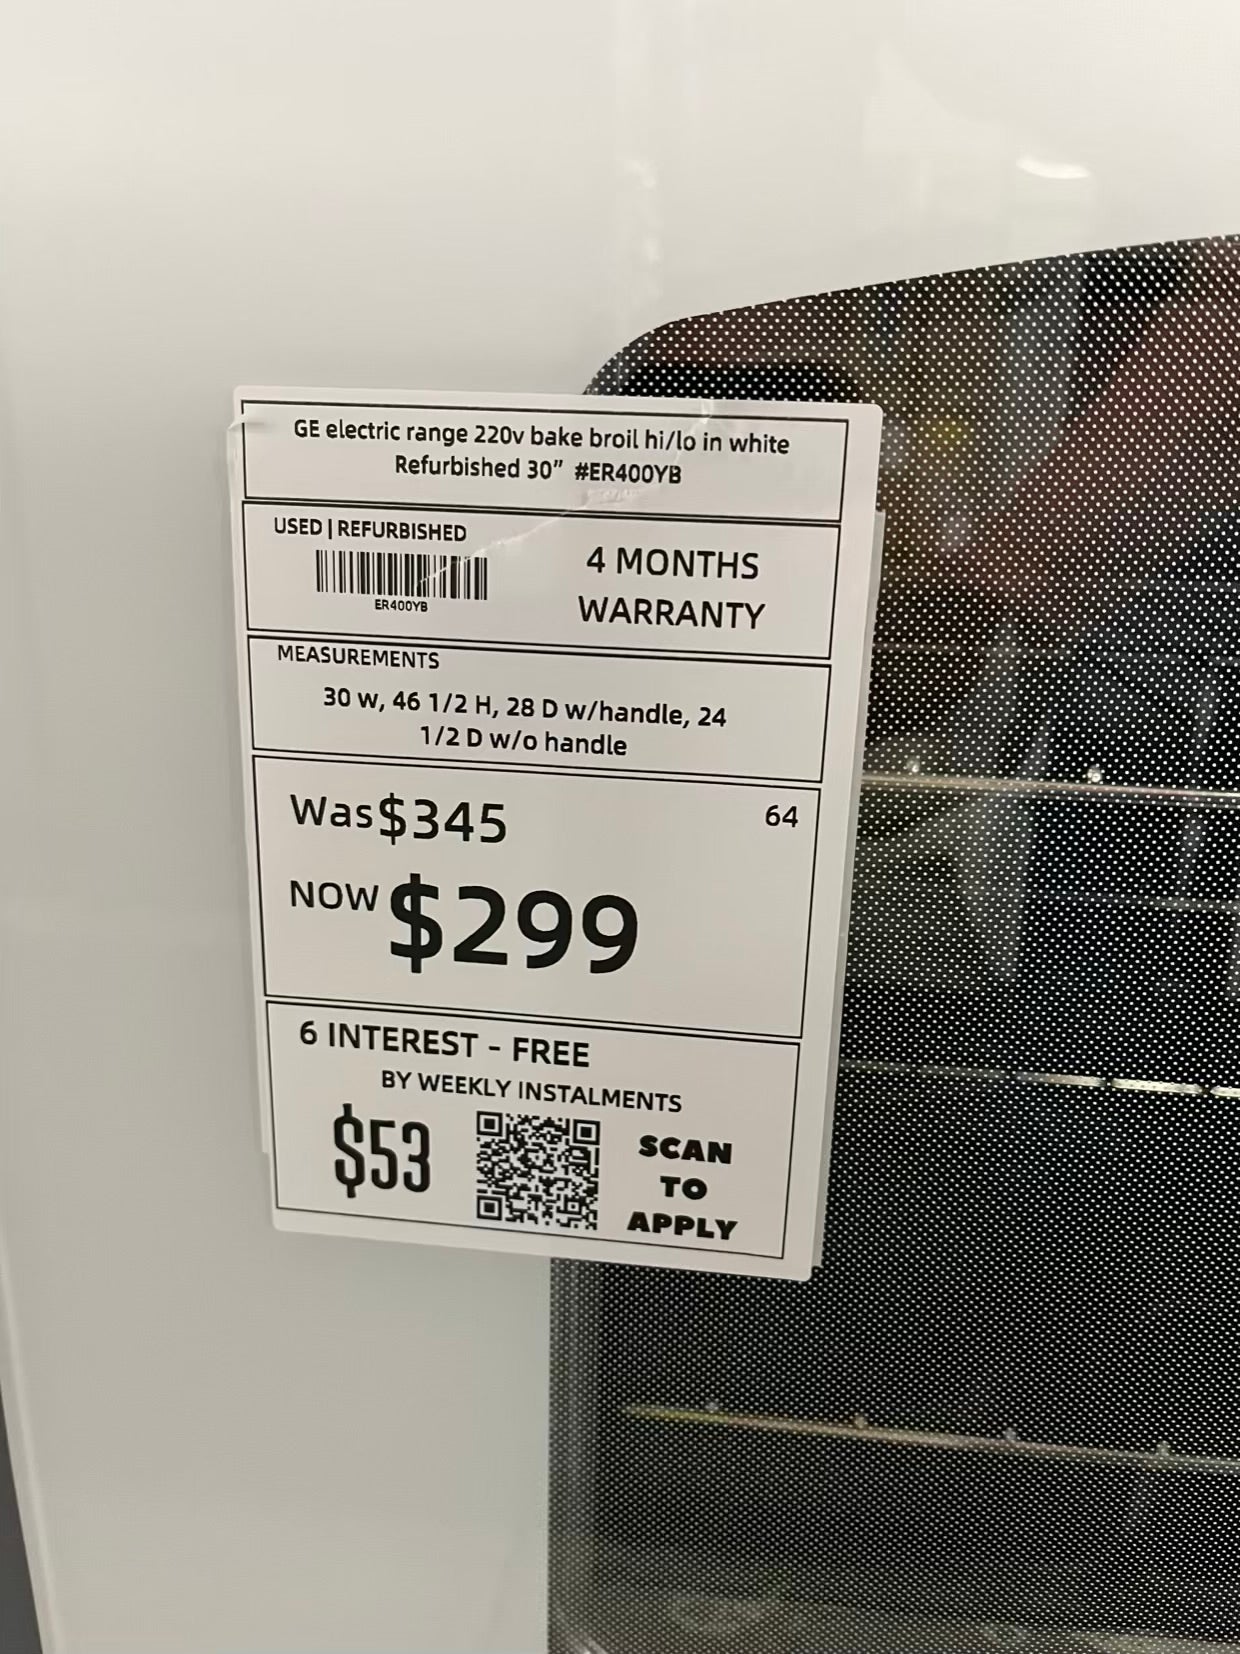 GE electric range 220v bake broil hi/lo in white
Refurbished 30” #ER400YB
USED | REFURBISHED
ER400YB
4 MONTHS
WARRANTY
MEASUREMENTS
30 w, 46 1/2 H, 28 D w/handle, 24
1/2 D w/o handle
Was $345
64
NOW $299
6 INTEREST - FREE
BY WEEKLY INSTALMENTS
$53
SCAN
TO
APPLY